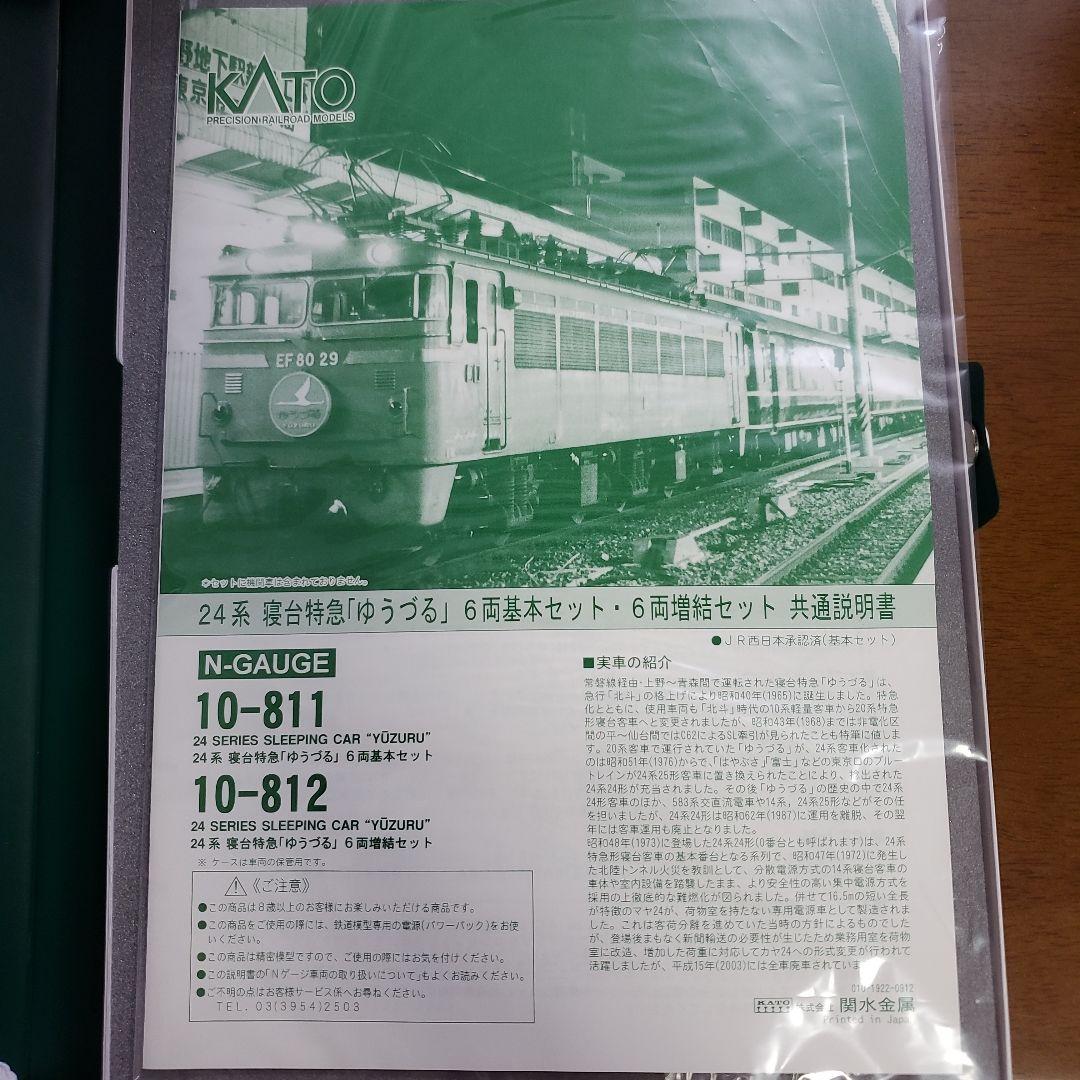 野地下駅
東京
KATO
PRECISION RAILROAD MODELS
EF80 29
ゆうづる
※セットに機関車は含まれておりません。
24系 寝台特急｢ゆうづる｣ 6両基本セット・6両増結セット 共通説明書
●JR西日本承認済(基本セット)
N-GAUGE
10-811
24 SERIES SLEEPING CAR “YŪZURU”
24系 寝台特急｢ゆうづる｣ 6両基本セット
10-812
24 SERIES SLEEPING CAR “YŪZURU”
24系 寝台特急｢ゆうづる｣ 6両増結セット
※ ケースは車両の保管用です。
《ご注意》
●この商品は8歳以上のお客様にお楽しみいただける商品です。
●この商品をご使用の際には、鉄道模型専用の電源(パワーパック)をお使
いください。
●この商品は精密模型ですので、ご使用の際にはお気を付けください。
●この説明書の｢Nゲージ車両の取り扱いについて｣もよくお読みください。
●ご不明の点はお客様サービス係へお尋ねください。
TEL. 03(3954)2503
■実車の紹介
常磐線経由・上野～青森間で運転された寝台特急｢ゆうづる｣は、
急行｢北斗｣の格上げにより昭和40年(1965)に誕生しました。特急
化とともに、使用車両も｢北斗｣時代の10系軽量客車から20系特急
形寝台客車へと変更されましたが、昭和43年(1968)までは非電化区
間の平～仙台間ではC62によるSL牽引が見られたことも特筆に値しま
す。20系客車で運行されていた｢ゆうづる｣が、24系客車化された
のは昭和51年(1976)からで、｢はやぶさ｣｢富士｣などの東京口のブルー
トレインが24系25形客車に置き換えられたことにより、捻出された
24系24形が充当されました。その後｢ゆうづる｣の歴史の中で24系
24形客車のほか、583系交直流電車や14系，24系25形などがその任
を担いましたが、24系24形は昭和62年(1987)に運用を離脱、その翌
年には客車運用も廃止となりました。
昭和48年(1973)に登場した24系24形(0番台とも呼ばれます)は、24系
特急形寝台客車の基本番台となる系列で、昭和47年(1972)に発生し
た北陸トンネル火災を教訓として、分散電源方式の14系寝台客車の
車体や室内設備を踏襲したまま、より安全性の高い集中電源方式を
採用の上徹底的な難燃化が図られました。併せて16.5mの短い全長
が特徴のマヤ24が、荷物室を持たない専用電源車として製造されま
した。これは客荷分離を進めていた当時の方針によるものでした
が、登場後まもなく新聞輸送の必要性が生じたため業務用室を荷物
室に改造、増加した荷重に対応してカヤ24への形式変更が行われて
活躍しましたが、平成15年(2003)には全車廃車されています。
010-1922-0912
KATO 株式会社 関水金属
Printed in Japan